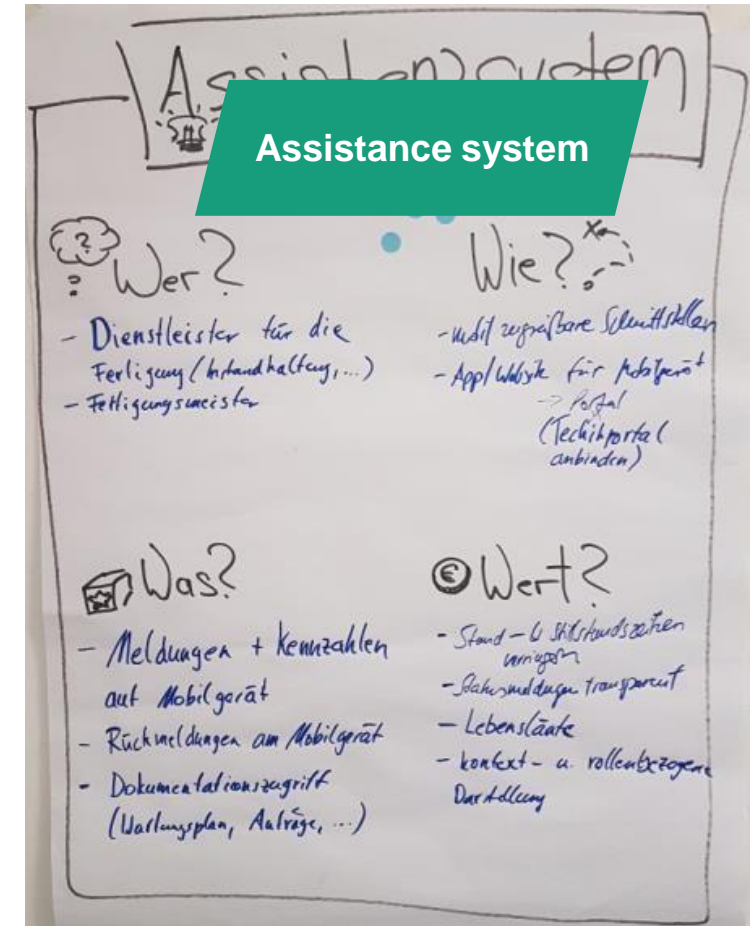 Assistenzsystem
Assistance system
?
?
Wer?
- Dienstleister für die
Fertigung (Instandhaltung, ...)
- Fertigungsmeister
Wie?
- mobil zugreifbare Schnittstellen
- App/Website für Mobilgerät
-> Portal
(Technikportal
anbinden)
Was?
- Meldungen + Kennzahlen
auf Mobilgerät
- Rückmeldungen am Mobilgerät
- Dokumentationszugriff
(Wartungsplan, Aufträge, ...)
€ Wert?
- Stand- u Stillstandszeiten
verringern
- Statusmeldungen transparent
- Lebensläufe
- kontext- u. rollenbezogene
Darstellung